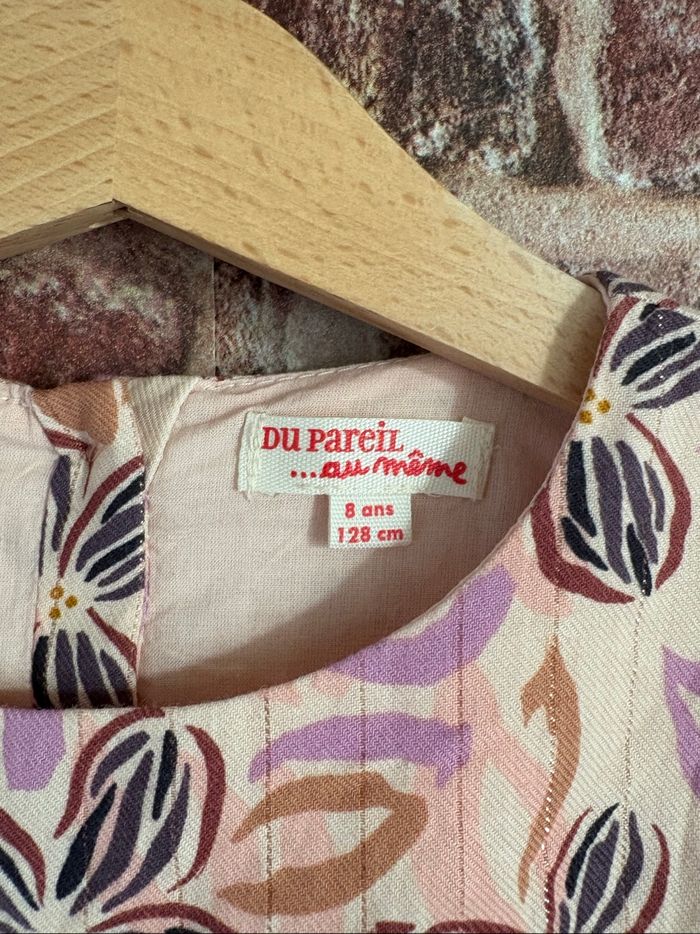 DU PAREIL
...au même
8 ans
128 cm